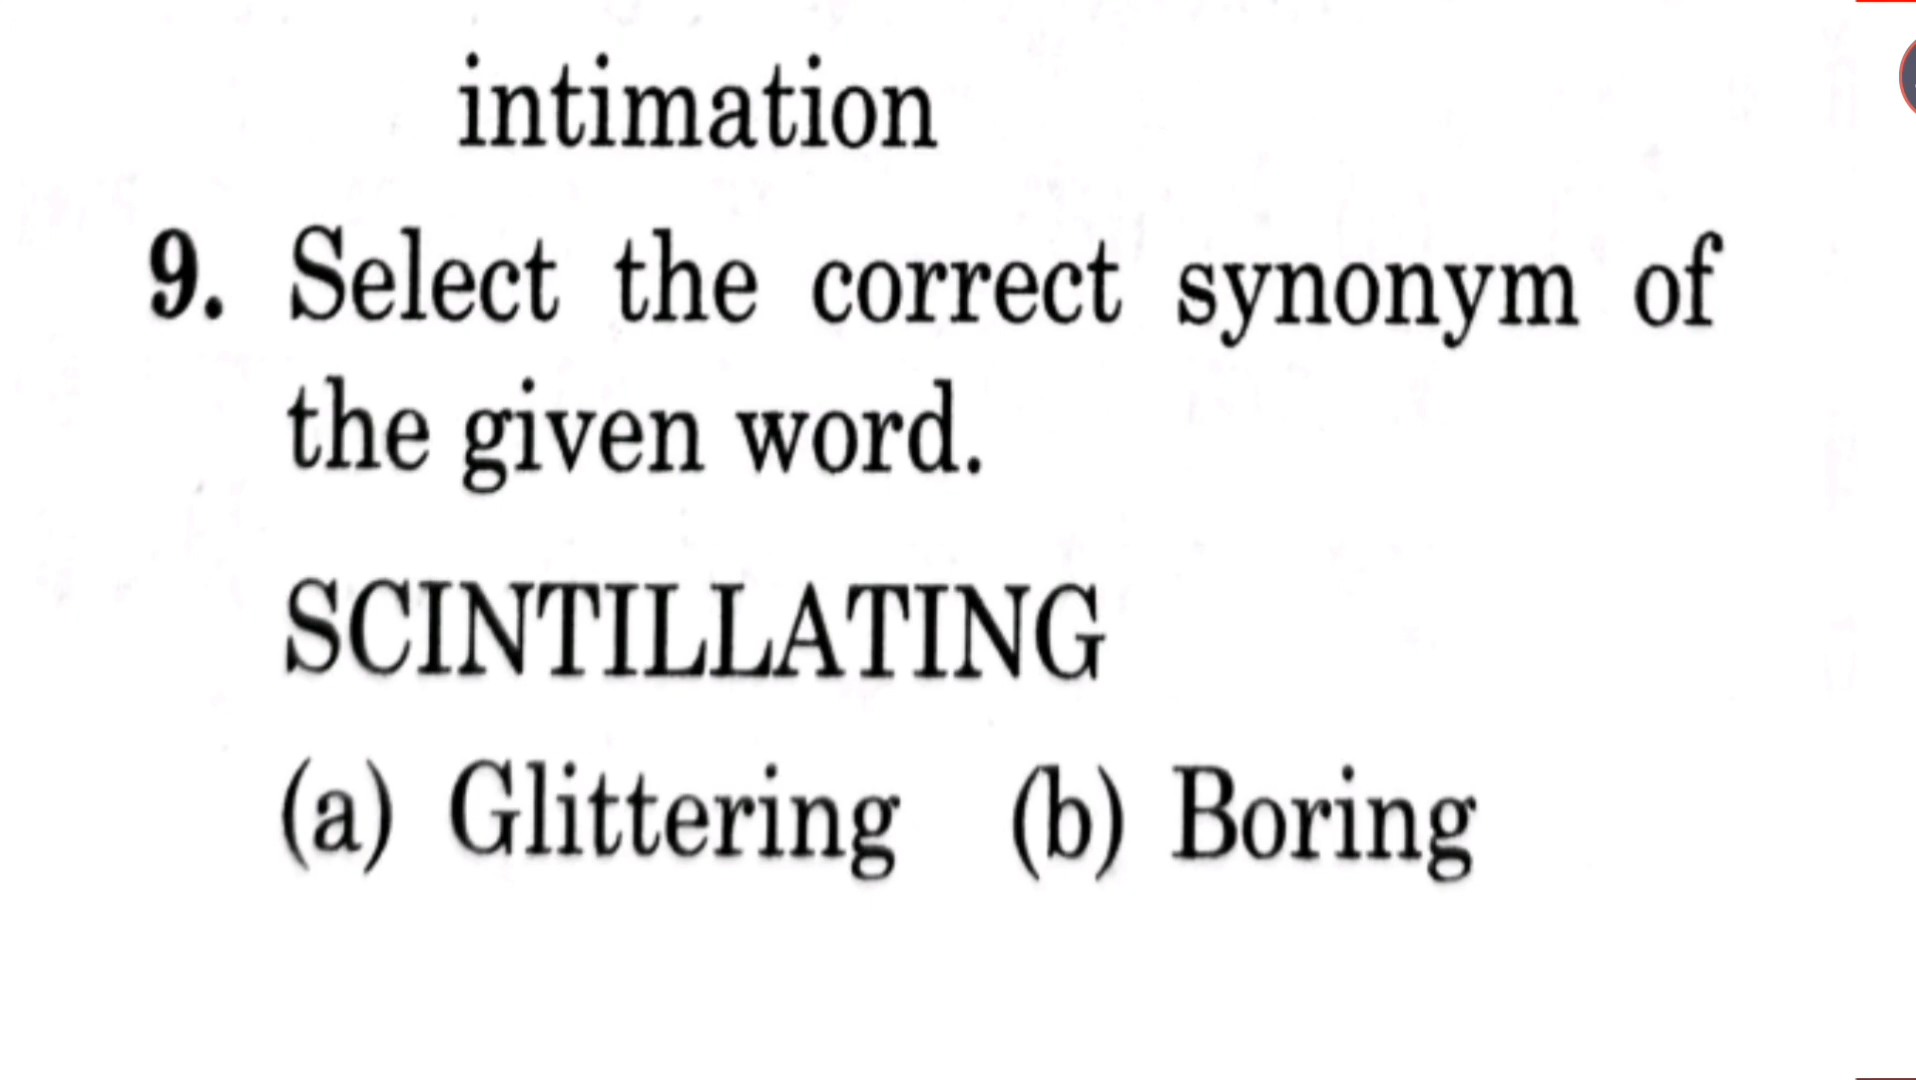 intimation
9. Select the correct synonym of
the given word.
SCINTILLATING
(a) Glittering (b) Boring